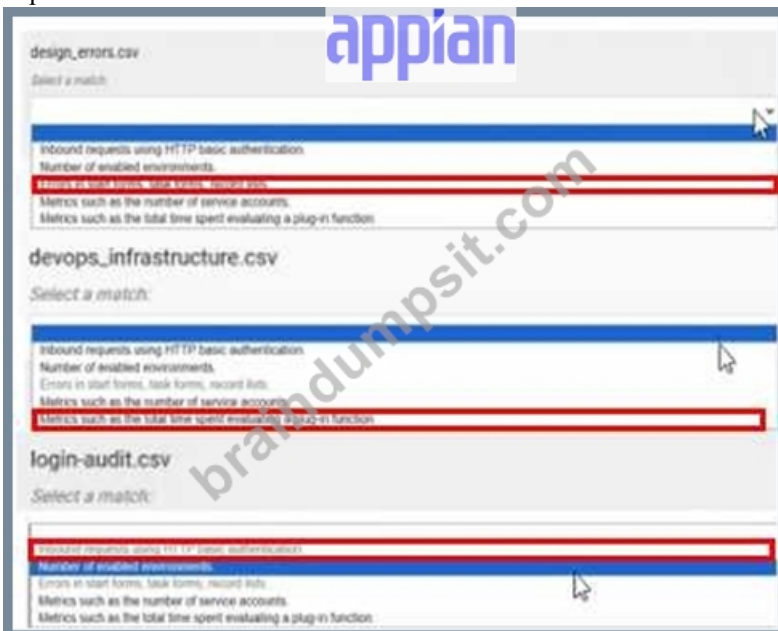 appian
design_errors.csv
Select a match:
Inbound requests using HTTP basic authentication.
Number of enabled environments.
Errors in start forms, task forms, record lists.
Metrics such as the number of service accounts.
Metrics such as the total time spent evaluating a plug-in function
devops_infrastructure.csv
Select a match:
Inbound requests using HTTP basic authentication.
Number of enabled environments.
Errors in start forms, task forms, record lists.
Metrics such as the number of service accounts.
Metrics such as the total time spent evaluating a plug-in function
login-audit.csv
Select a match:
Inbound requests using HTTP basic authentication.
Number of enabled environments.
Errors in start forms, task forms, record lists.
Metrics such as the number of service accounts.
Metrics such as the total time spent evaluating a plug-in function
braindumpsit.com